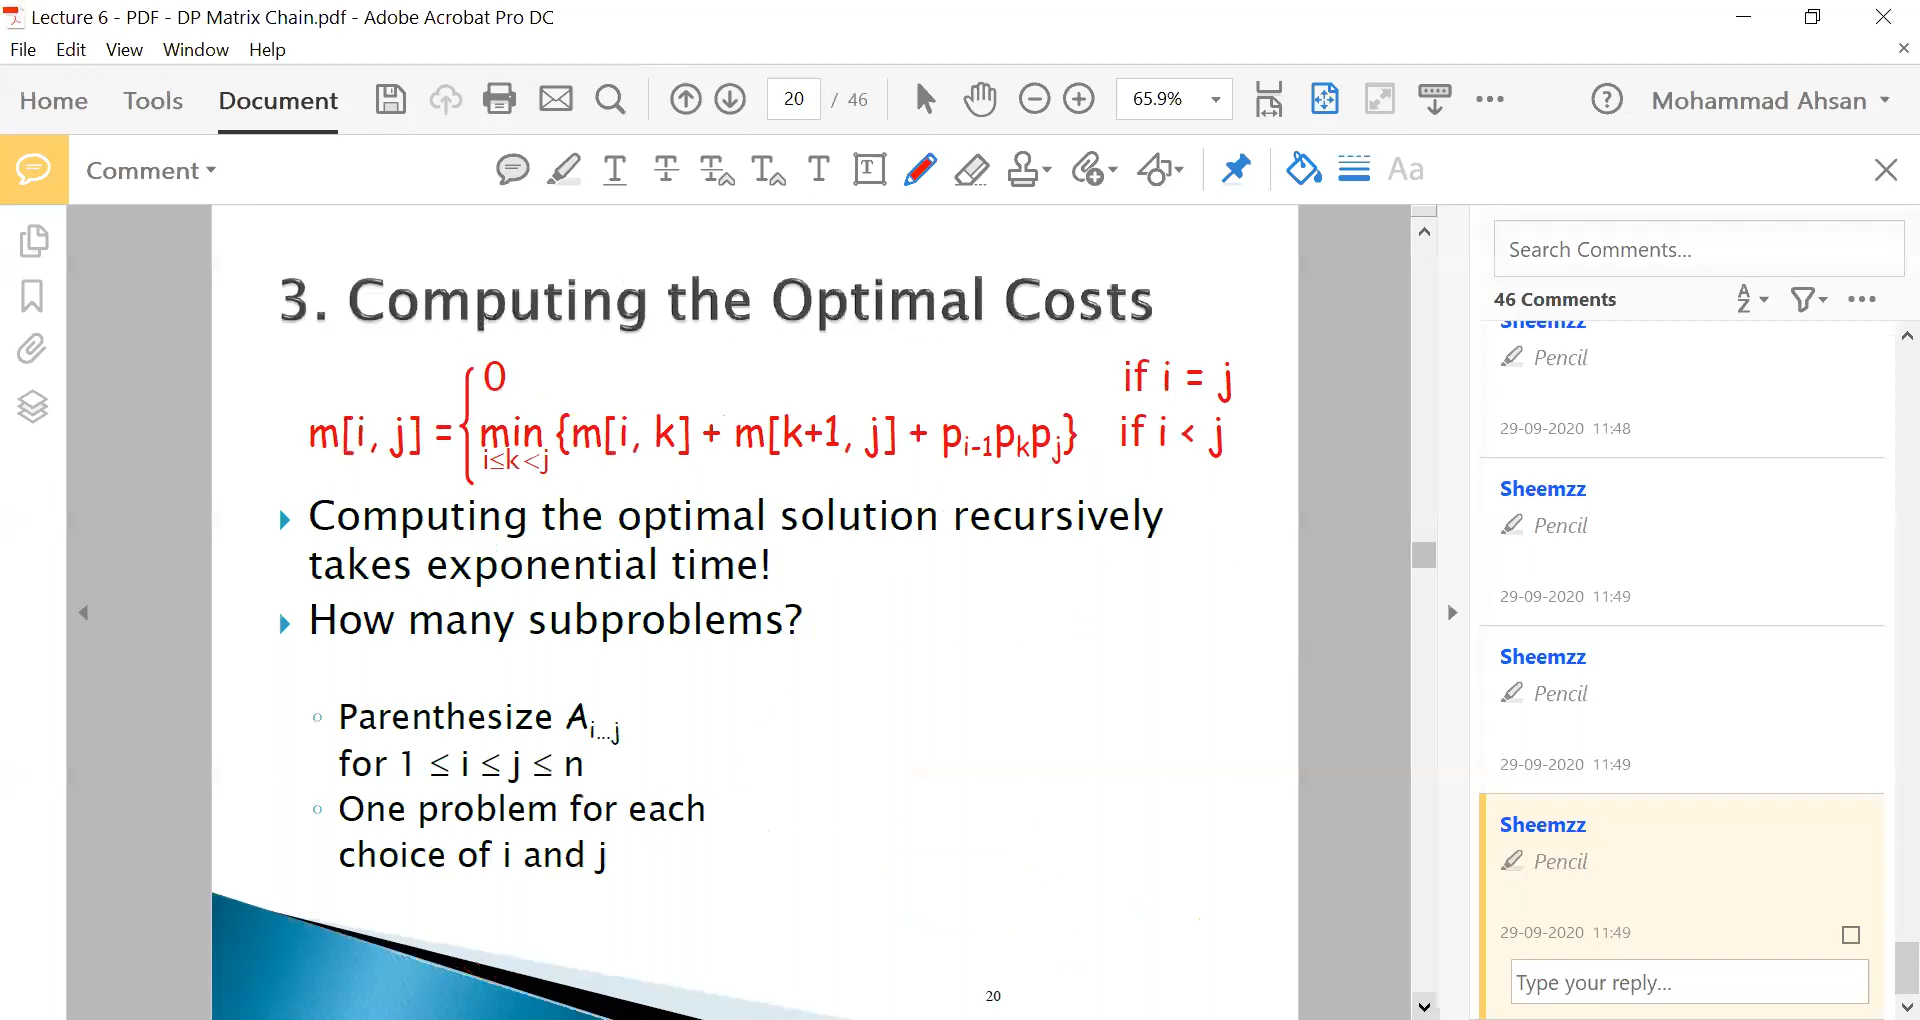 Lecture 6 - PDF - DP Matrix Chain.pdf - Adobe Acrobat Pro DC
File Edit View Window Help
Home Tools Document 20 / 46 65.9% Mohammad Ahsan
Comment Aa
3. Computing the Optimal Costs
0 if i = j
m[i, j] = min {m[i, k] + m[k+1, j] + pi-1pkpj} if i < j
i≤k<j
Computing the optimal solution recursively
takes exponential time!
How many subproblems?
Parenthesize Ai…j
for 1 ≤ i ≤ j ≤ n
One problem for each
choice of i and j
20
Search Comments...
46 Comments
Sheemzz
Pencil
29-09-2020 11:48
Sheemzz
Pencil
29-09-2020 11:49
Sheemzz
Pencil
29-09-2020 11:49
Sheemzz
Pencil
29-09-2020 11:49
Type your reply...